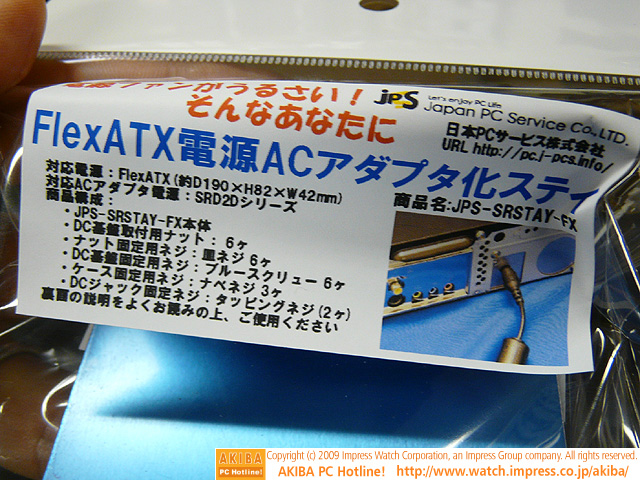 電源ファンがうるさい!
そんなあなたに
JPS Let's enjoy PC Life
Japan PC Service Co., LTD.
日本PCサービス株式会社
URL http://pc.j-pcs.info/
FlexATX電源ACアダプタ化ステイ
商品名:JPS-SRSTAY-FX
対応電源:FlexATX(約D190×H82×W42mm)
対応ACアダプタ電源:SRD2Dシリーズ
商品構成:
・JPS-SRSTAY-FX本体
・DC基盤取付用ナット:6ヶ
・ナット固定用ネジ:皿ネジ6ヶ
・DC基盤固定用ネジ:ブルースクリュー 6ヶ
・ケース固定用ネジ:ナベネジ3ヶ
・DCジャック固定ネジ:タッピングネジ(2ヶ)
裏面の説明をよくお読みの上、ご使用ください
AKIBA PC Hotline!
Copyright (c) 2009 Impress Watch Corporation, an Impress Group company. All rights reserved.
AKIBA PC Hotline! http://www.watch.impress.co.jp/akiba/